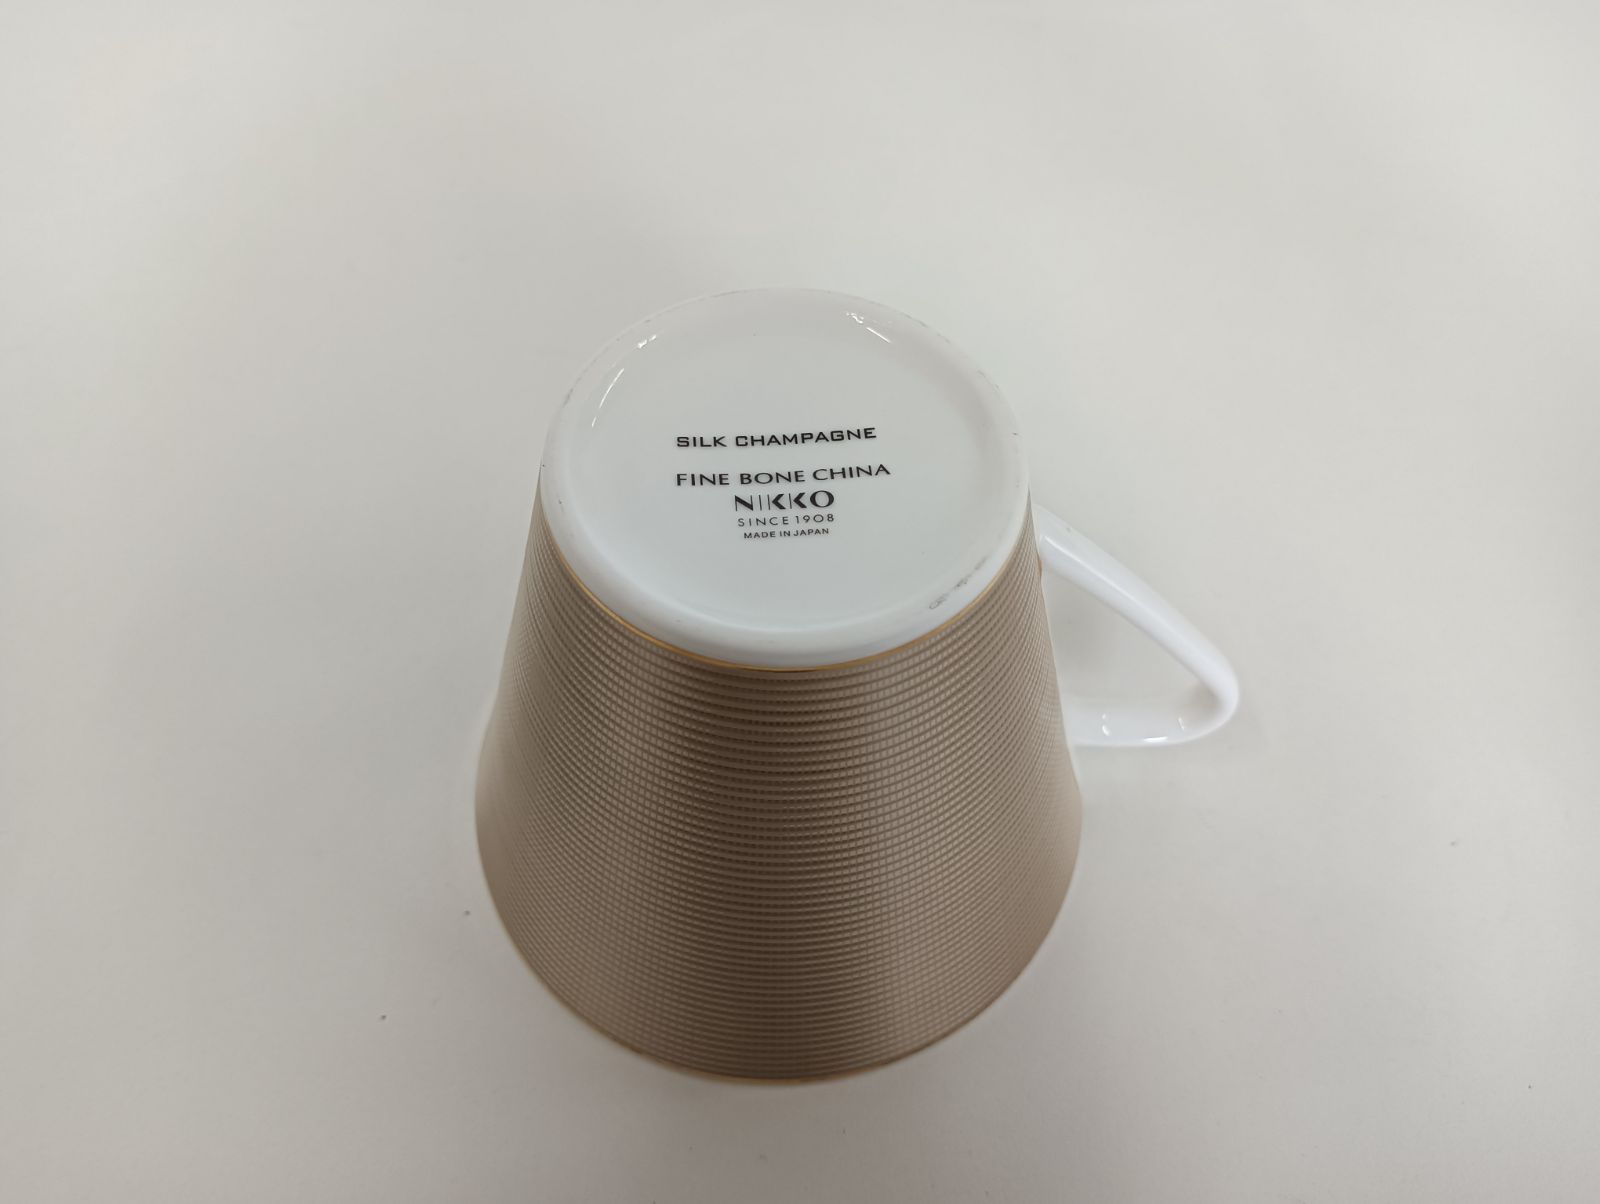 SILK CHAMPAGNE
FINE BONE CHINA
NIKKO
SINCE 1908
MADE IN JAPAN